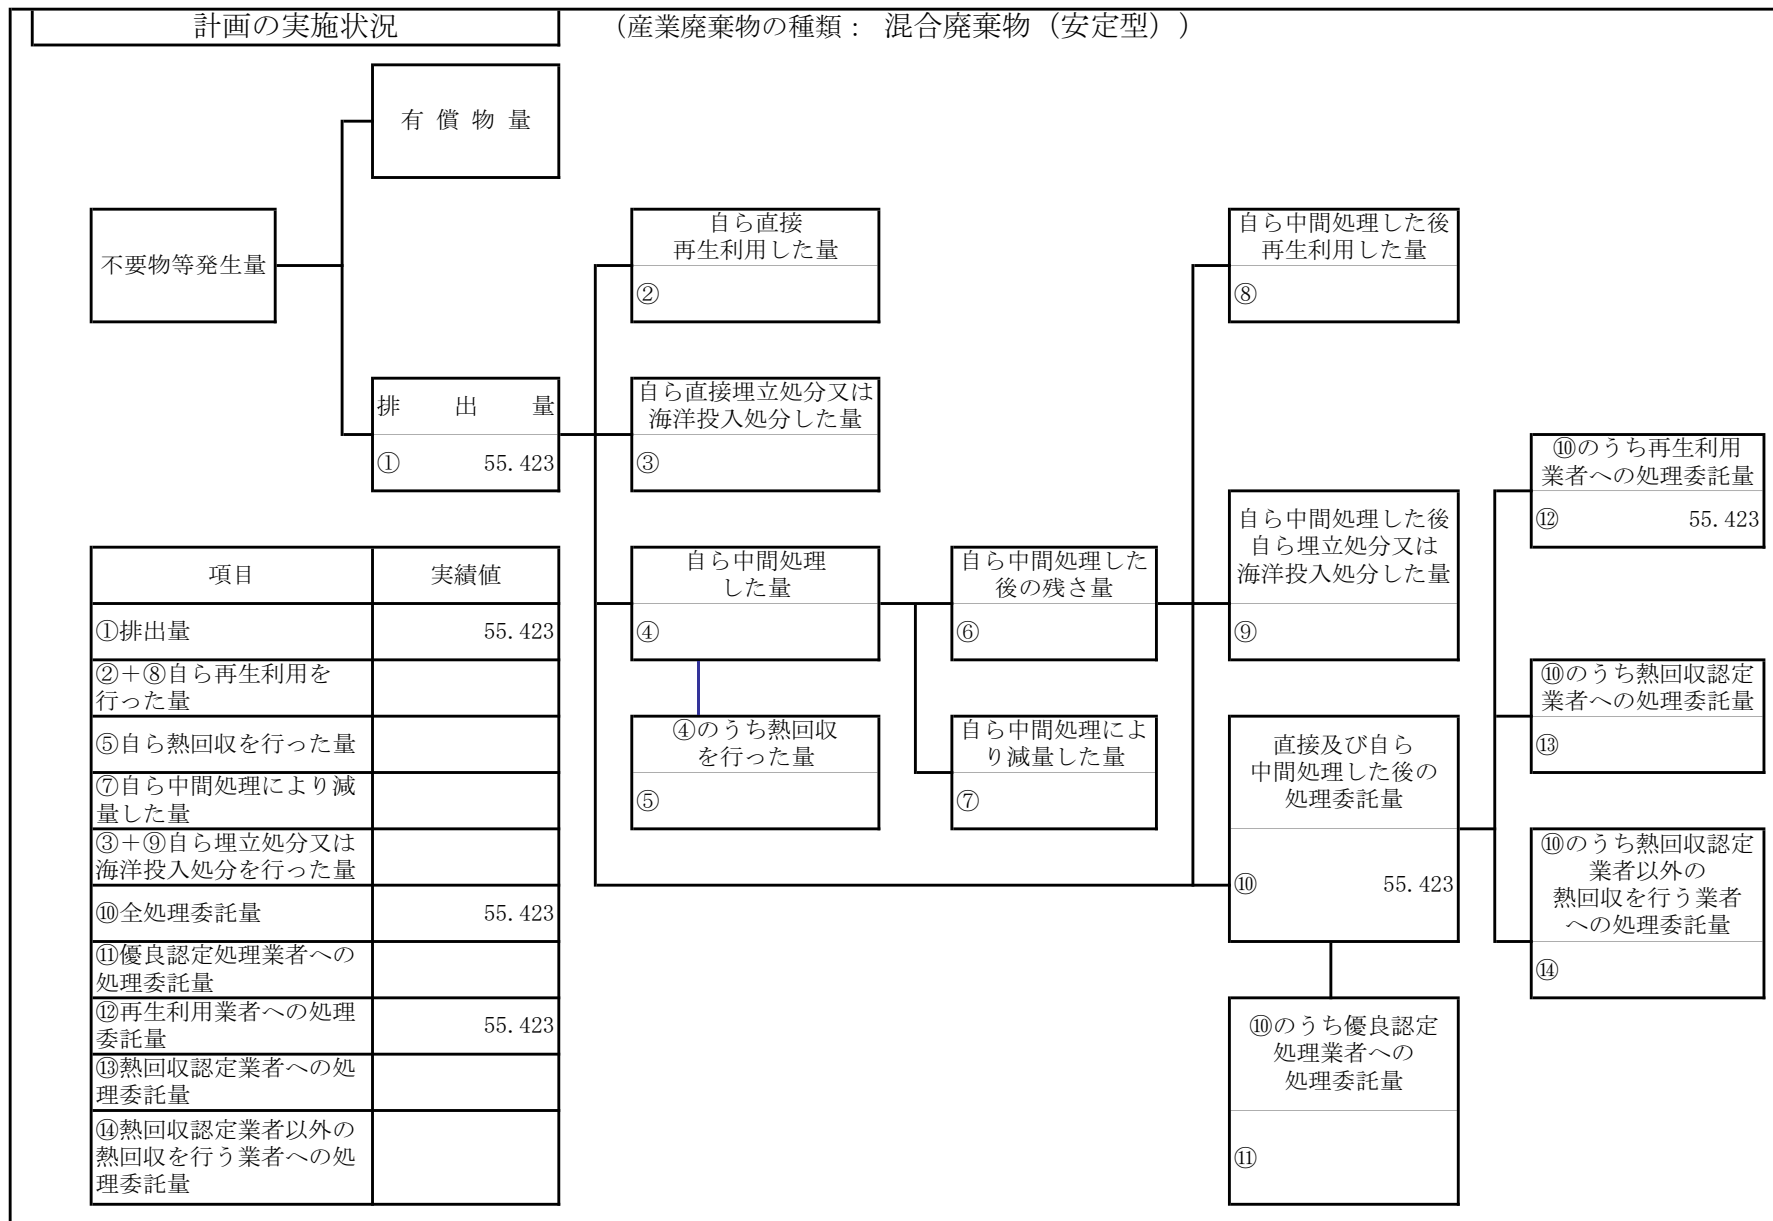 計画の実施状況
(産業廃棄物の種類： 混合廃棄物（安定型）)
有 償 物 量
不要物等発生量
自ら直接
再生利用した量
②
自ら中間処理した後
再生利用した量
⑧
排 出 量
① 55.423
自ら直接埋立処分又は
海洋投入処分した量
③
⑩のうち再生利用
業者への処理委託量
⑫ 55.423
自ら中間処理した後
自ら埋立処分又は
海洋投入処分した量
⑨
自ら中間処理
した量
④
自ら中間処理した
後の残さ量
⑥
⑩のうち熱回収認定
業者への処理委託量
⑬
④のうち熱回収
を行った量
⑤
自ら中間処理によ
り減量した量
⑦
直接及び自ら
中間処理した後の
処理委託量
⑩ 55.423
⑩のうち熱回収認定
業者以外の
熱回収を行う業者
への処理委託量
⑭
⑩のうち優良認定
処理業者への
処理委託量
⑪
項目 実績値
①排出量 55.423
②＋⑧自ら再生利用を
行った量
⑤自ら熱回収を行った量
⑦自ら中間処理により減
量した量
③＋⑨自ら埋立処分又は
海洋投入処分を行った量
⑩全処理委託量 55.423
⑪優良認定処理業者への
処理委託量
⑫再生利用業者への処理
委託量 55.423
⑬熱回収認定業者への処
理委託量
⑭熱回収認定業者以外の
熱回収を行う業者への処
理委託量